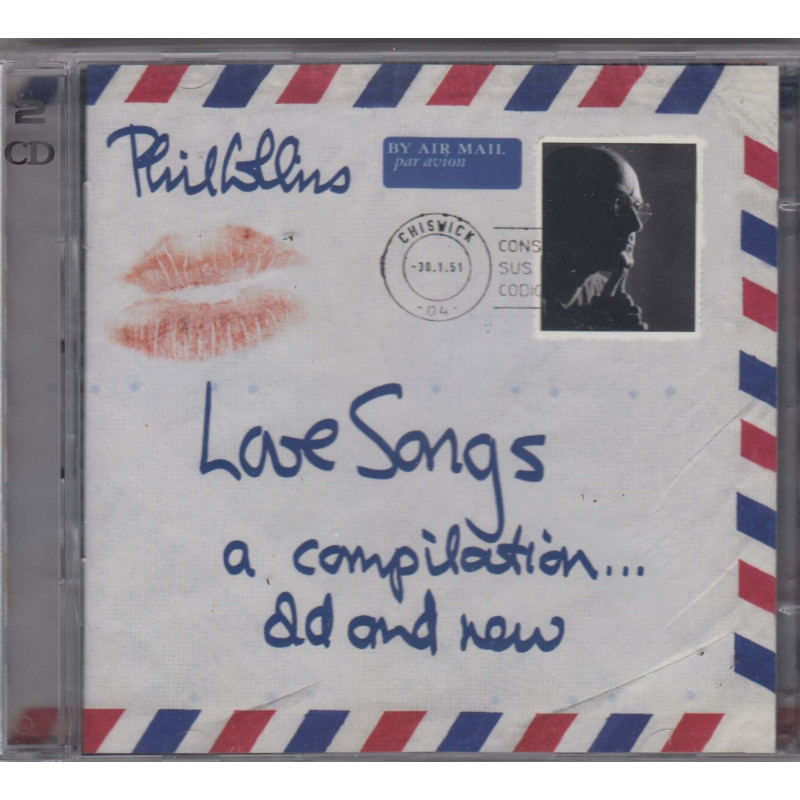 2
CD
Phil Collins
BY AIR MAIL
par avion
CHISWICK
-30.1.51
-04-
CONS
SUS
CODIG
Love Songs
a compilation...
old and new